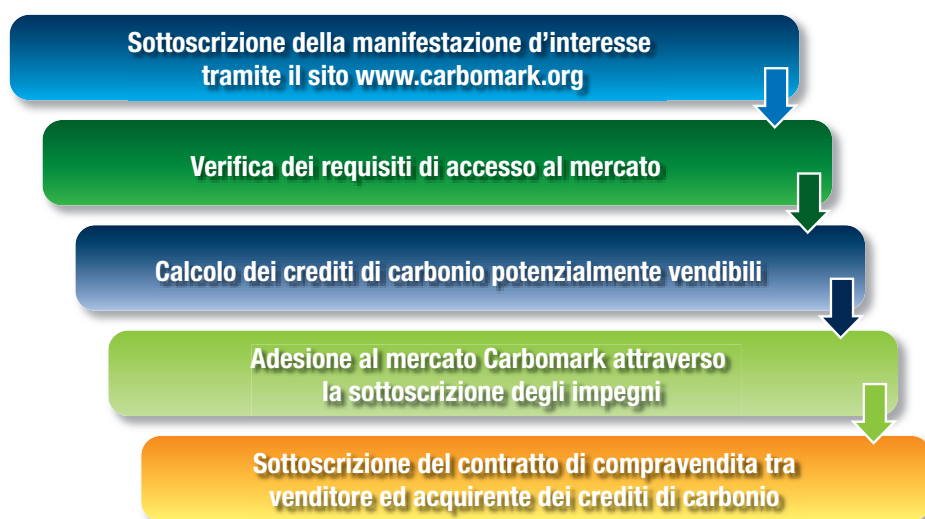 Sottoscrizione della manifestazione d’interesse
tramite il sito www.carbomark.org
Verifica dei requisiti di accesso al mercato
Calcolo dei crediti di carbonio potenzialmente vendibili
Adesione al mercato Carbomark attraverso
la sottoscrizione degli impegni
Sottoscrizione del contratto di compravendita tra
venditore ed acquirente dei crediti di carbonio